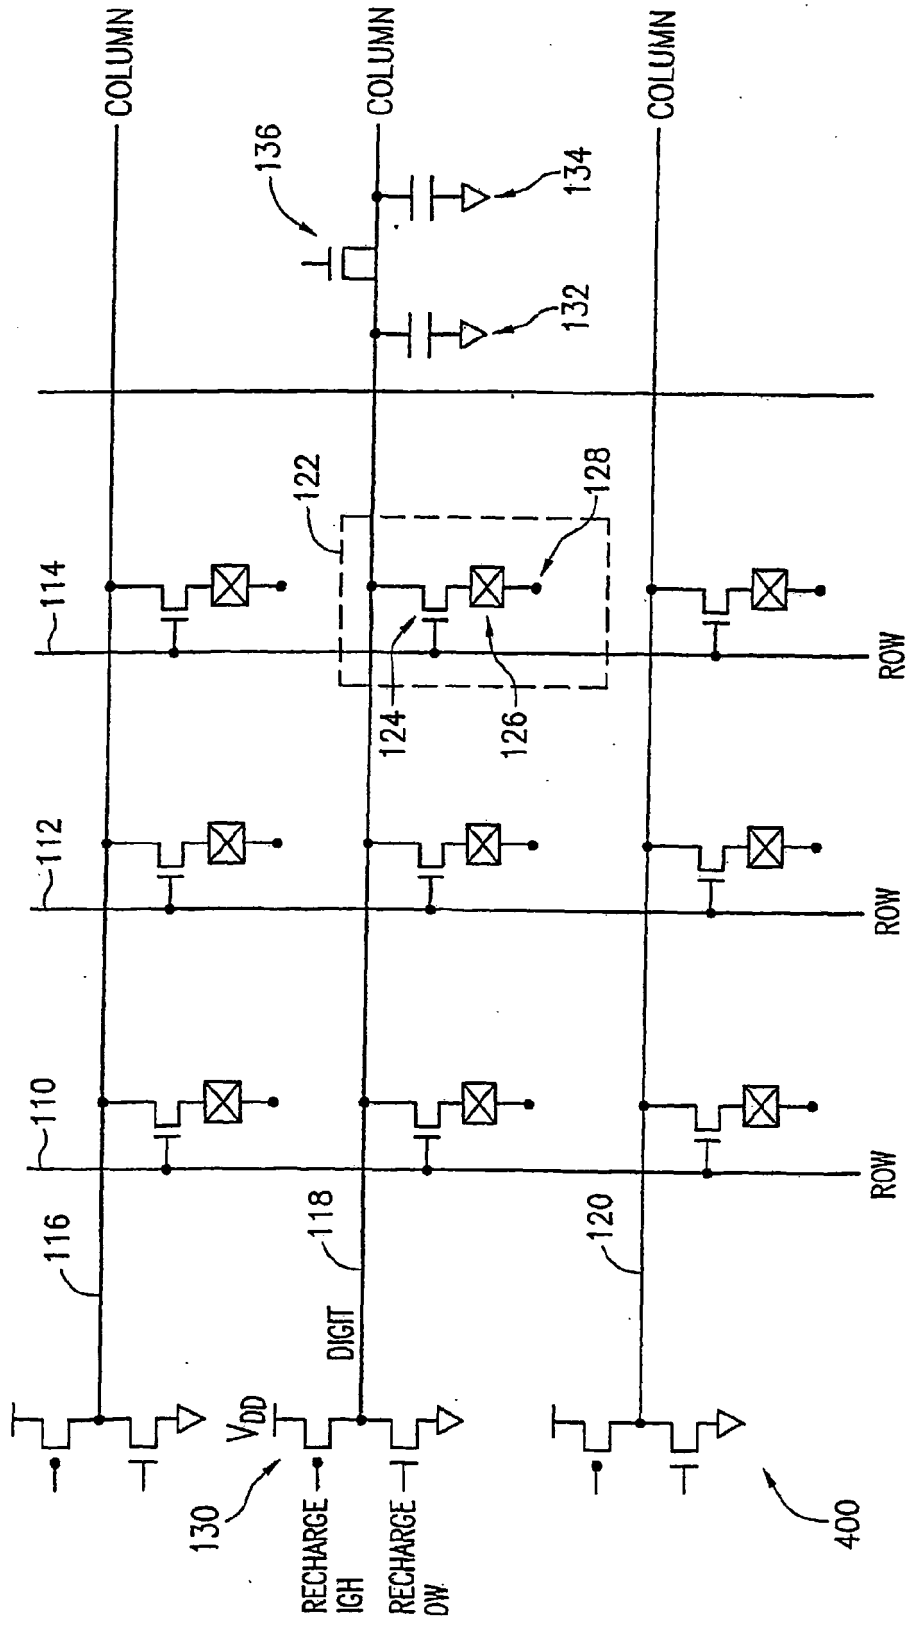 116
110
112
114
COLUMN
130
VDD
136
RECHARGE
IGH
DIGIT
118
122
COLUMN
RECHARGE
OW
124
126
128
132
134
120
COLUMN
400
ROW
ROW
ROW